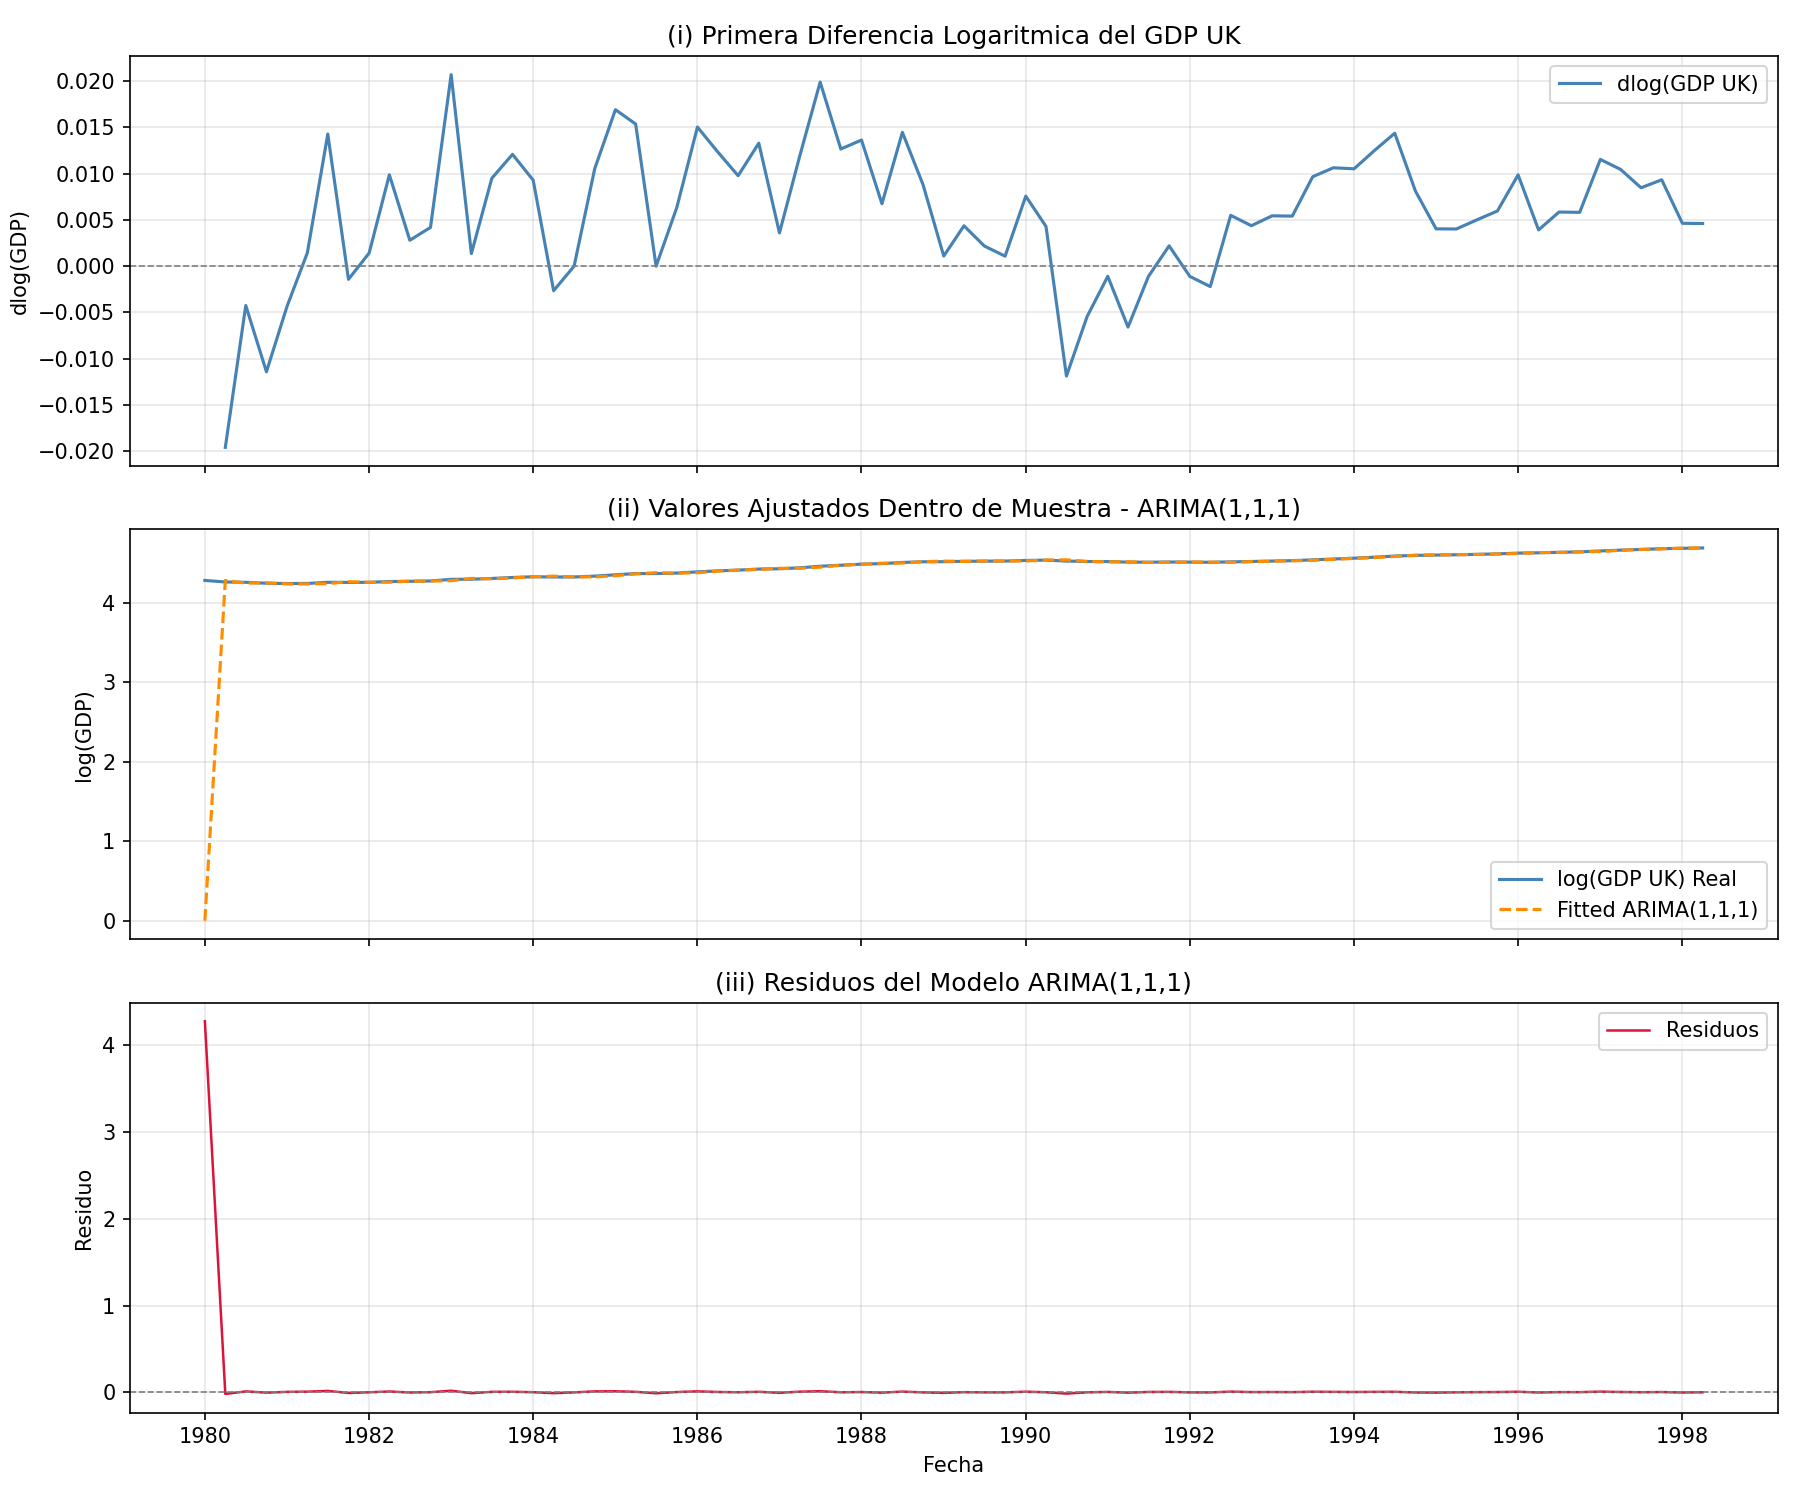 (i) Primera Diferencia Logaritmica del GDP UK
dlog(GDP UK)
0.020
0.015
0.010
0.005
0.000
−0.005
−0.010
−0.015
−0.020
dlog(GDP)
(ii) Valores Ajustados Dentro de Muestra - ARIMA(1,1,1)
4
3
2
1
0
log(GDP)
log(GDP UK) Real
Fitted ARIMA(1,1,1)
(iii) Residuos del Modelo ARIMA(1,1,1)
Residuos
4
3
2
1
0
Residuo
1980 1982 1984 1986 1988 1990 1992 1994 1996 1998
Fecha